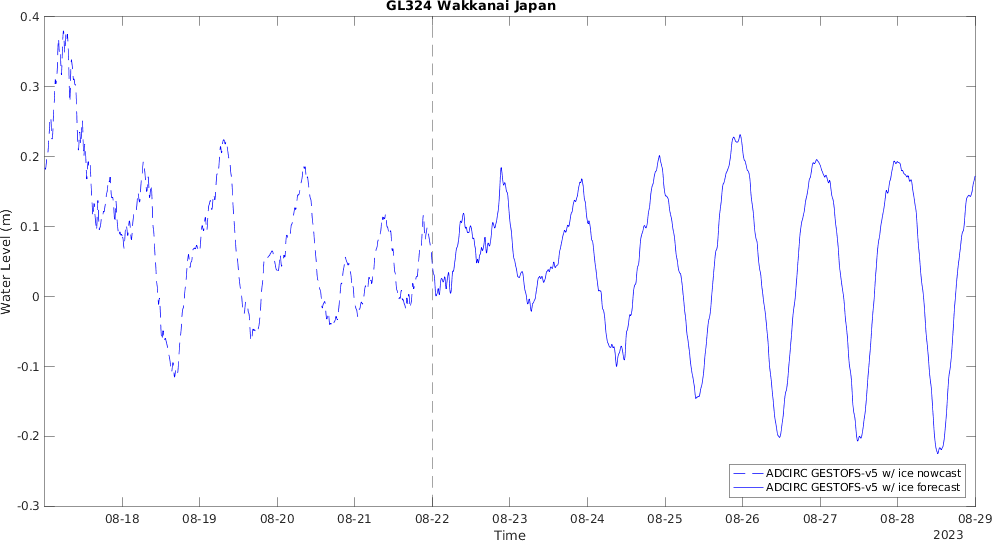 GL324 Wakkanai Japan
Water Level (m)
0.4
0.3
0.2
0.1
0
-0.1
-0.2
-0.3
ADCIRC GESTOFS-v5 w/ ice nowcast
ADCIRC GESTOFS-v5 w/ ice forecast
08-18 08-19 08-20 08-21 08-22 08-23 08-24 08-25 08-26 08-27 08-28 08-29
Time
2023